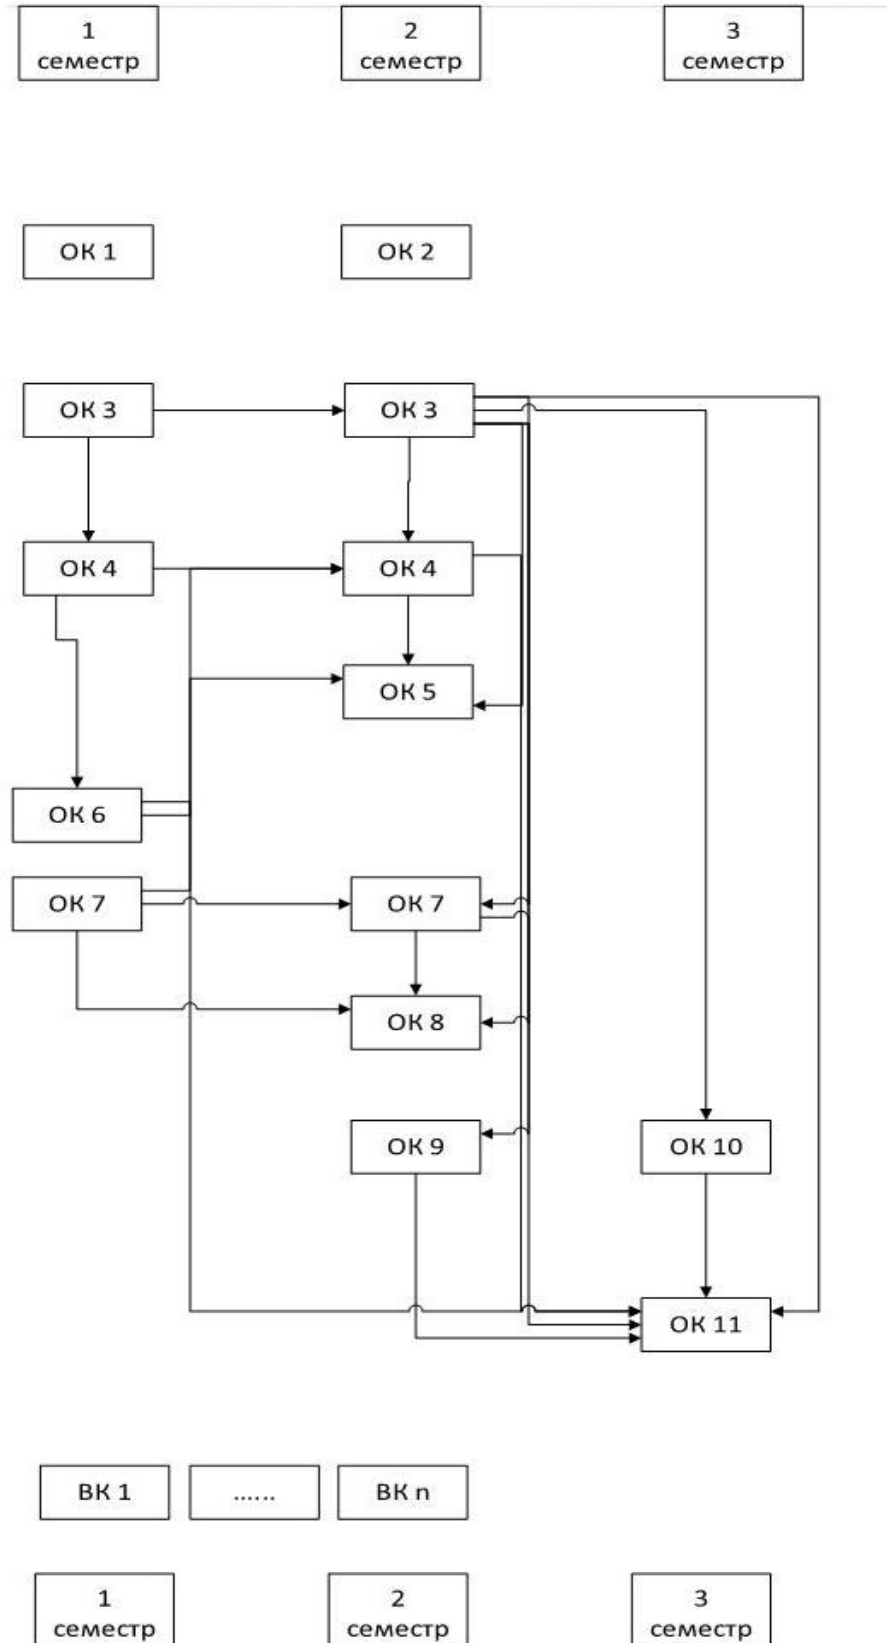 1
семестр
2
семестр
3
семестр
ОК 1
ОК 2
ОК 3
ОК 3
ОК 4
ОК 4
ОК 5
ОК 6
ОК 7
ОК 7
ОК 8
ОК 9
ОК 10
ОК 11
ВК 1
......
ВК n
1
семестр
2
семестр
3
семестр